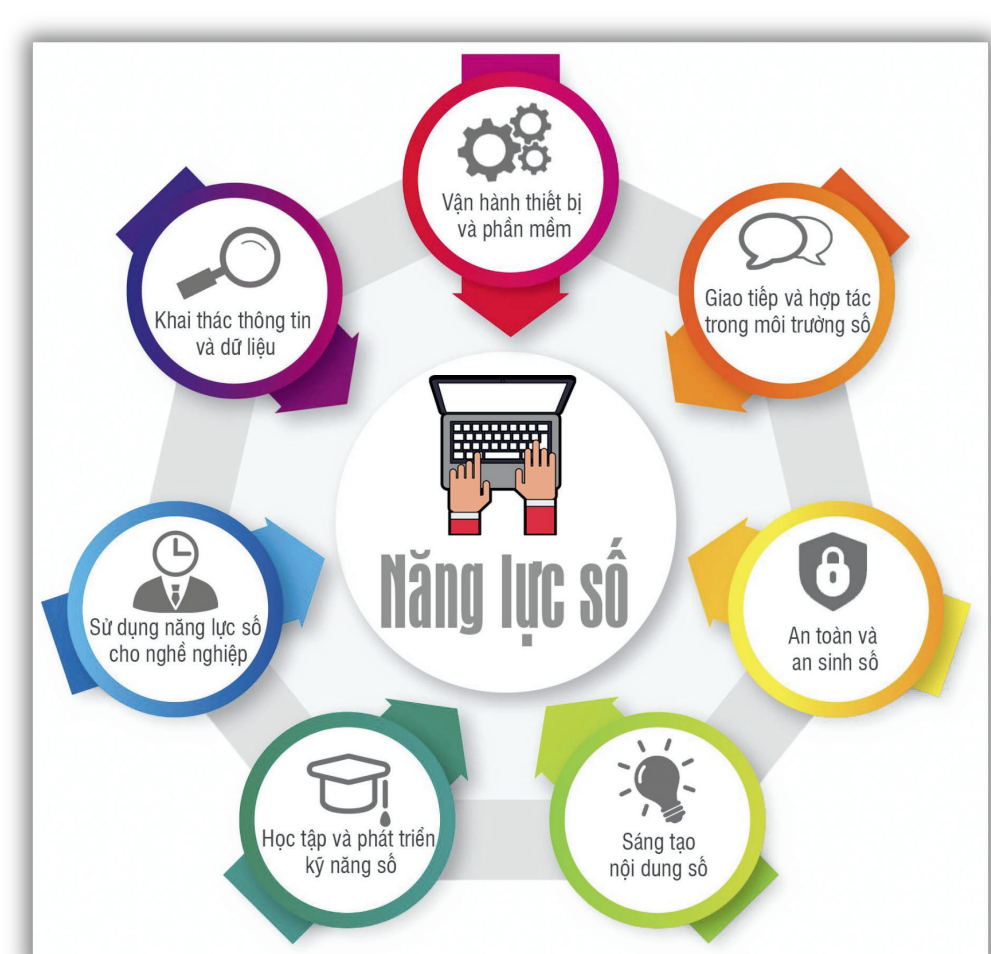 Vận hành thiết bị
và phần mềm
Giao tiếp và hợp tác
trong môi trường số
An toàn và
an sinh số
Sáng tạo
nội dung số
Học tập và phát triển
kỹ năng số
Sử dụng năng lực số
cho nghề nghiệp
Khai thác thông tin
và dữ liệu
Năng lực số